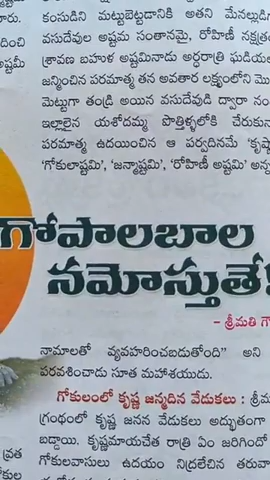 కంసుడిని మట్టుబెట్టడానికి అతని మేనల్లుడిగ
వసుదేవుల అష్టమ సంతానమై, రోహిణీ నక్షత్రం
శ్రావణ బహుళ అష్టమినాడు అర్ధరాత్రి ఘడియల
జన్మించిన పరమాత్మ తన అవతార లక్ష్యంలోని మొ
మెట్టుగా తండ్రి అయిన వసుదేవుడి ద్వారా నం
ఇల్లాలైన యశోదమ్మ పొత్తిళ్ళలోకి చేరుకున్నా
పరమాత్మ ఉదయించిన ఆ పర్వదినమే 'కృష్ణా
'గోకులాష్టమి', 'జన్మాష్టమి', 'రోహిణీ అష్టమి' అన్న
గోపాలబాల
నమోస్తుతే!
- శ్రీమతి గౌ
నామాలతో వ్యవహరించబడుతోంది" అని
పరవశించాడు సూత మహాశయుడు.
గోకులంలో కృష్ణ జన్మదిన వేడుకలు : శ్రీమ
గ్రంథంలో కృష్ణ జనన వేడుకలు అద్భుతంగా
బడ్డాయి. కృష్ణమాయచేత రాత్రి ఏం జరిగిందో
గోకులవాసులు ఉదయం నిద్రలేచిన తరువా